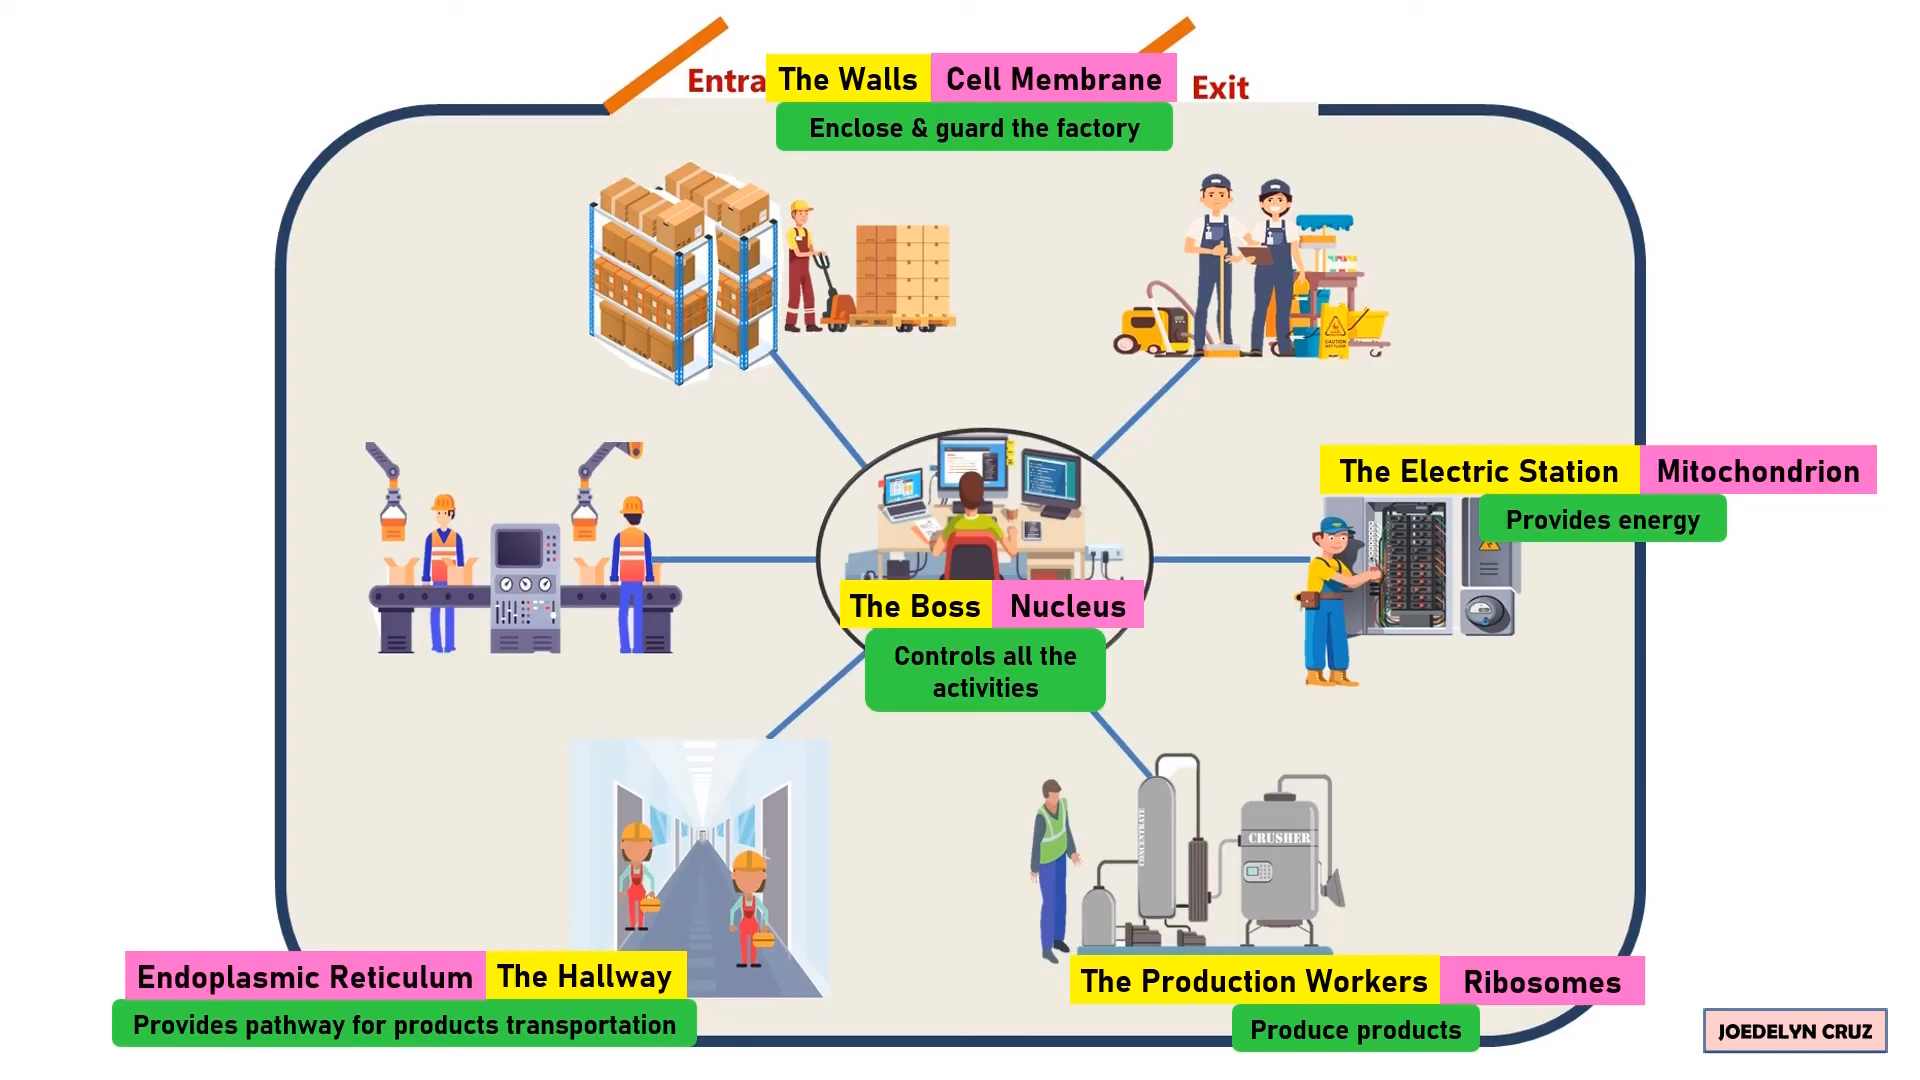 Entra
The Walls
Cell Membrane
Exit
Enclose & guard the factory
The Electric Station
Mitochondrion
Provides energy
The Boss
Nucleus
Controls all the
activities
CONCENTRATE
CRUSHER
Endoplasmic Reticulum
The Hallway
Provides pathway for products transportation
The Production Workers
Ribosomes
Produce products
JOEDELYN CRUZ